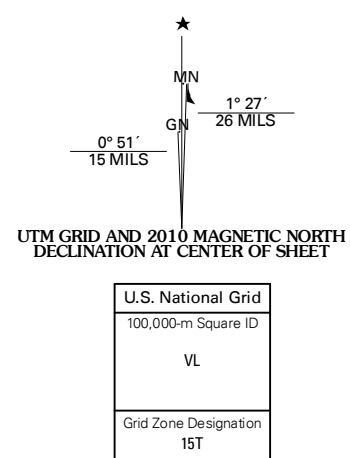 ★
MN
1° 27´
26 MILS
GN
0° 51´
15 MILS
UTM GRID AND 2010 MAGNETIC NORTH
DECLINATION AT CENTER OF SHEET
U.S. National Grid
100,000-m Square ID
VL
Grid Zone Designation
15T